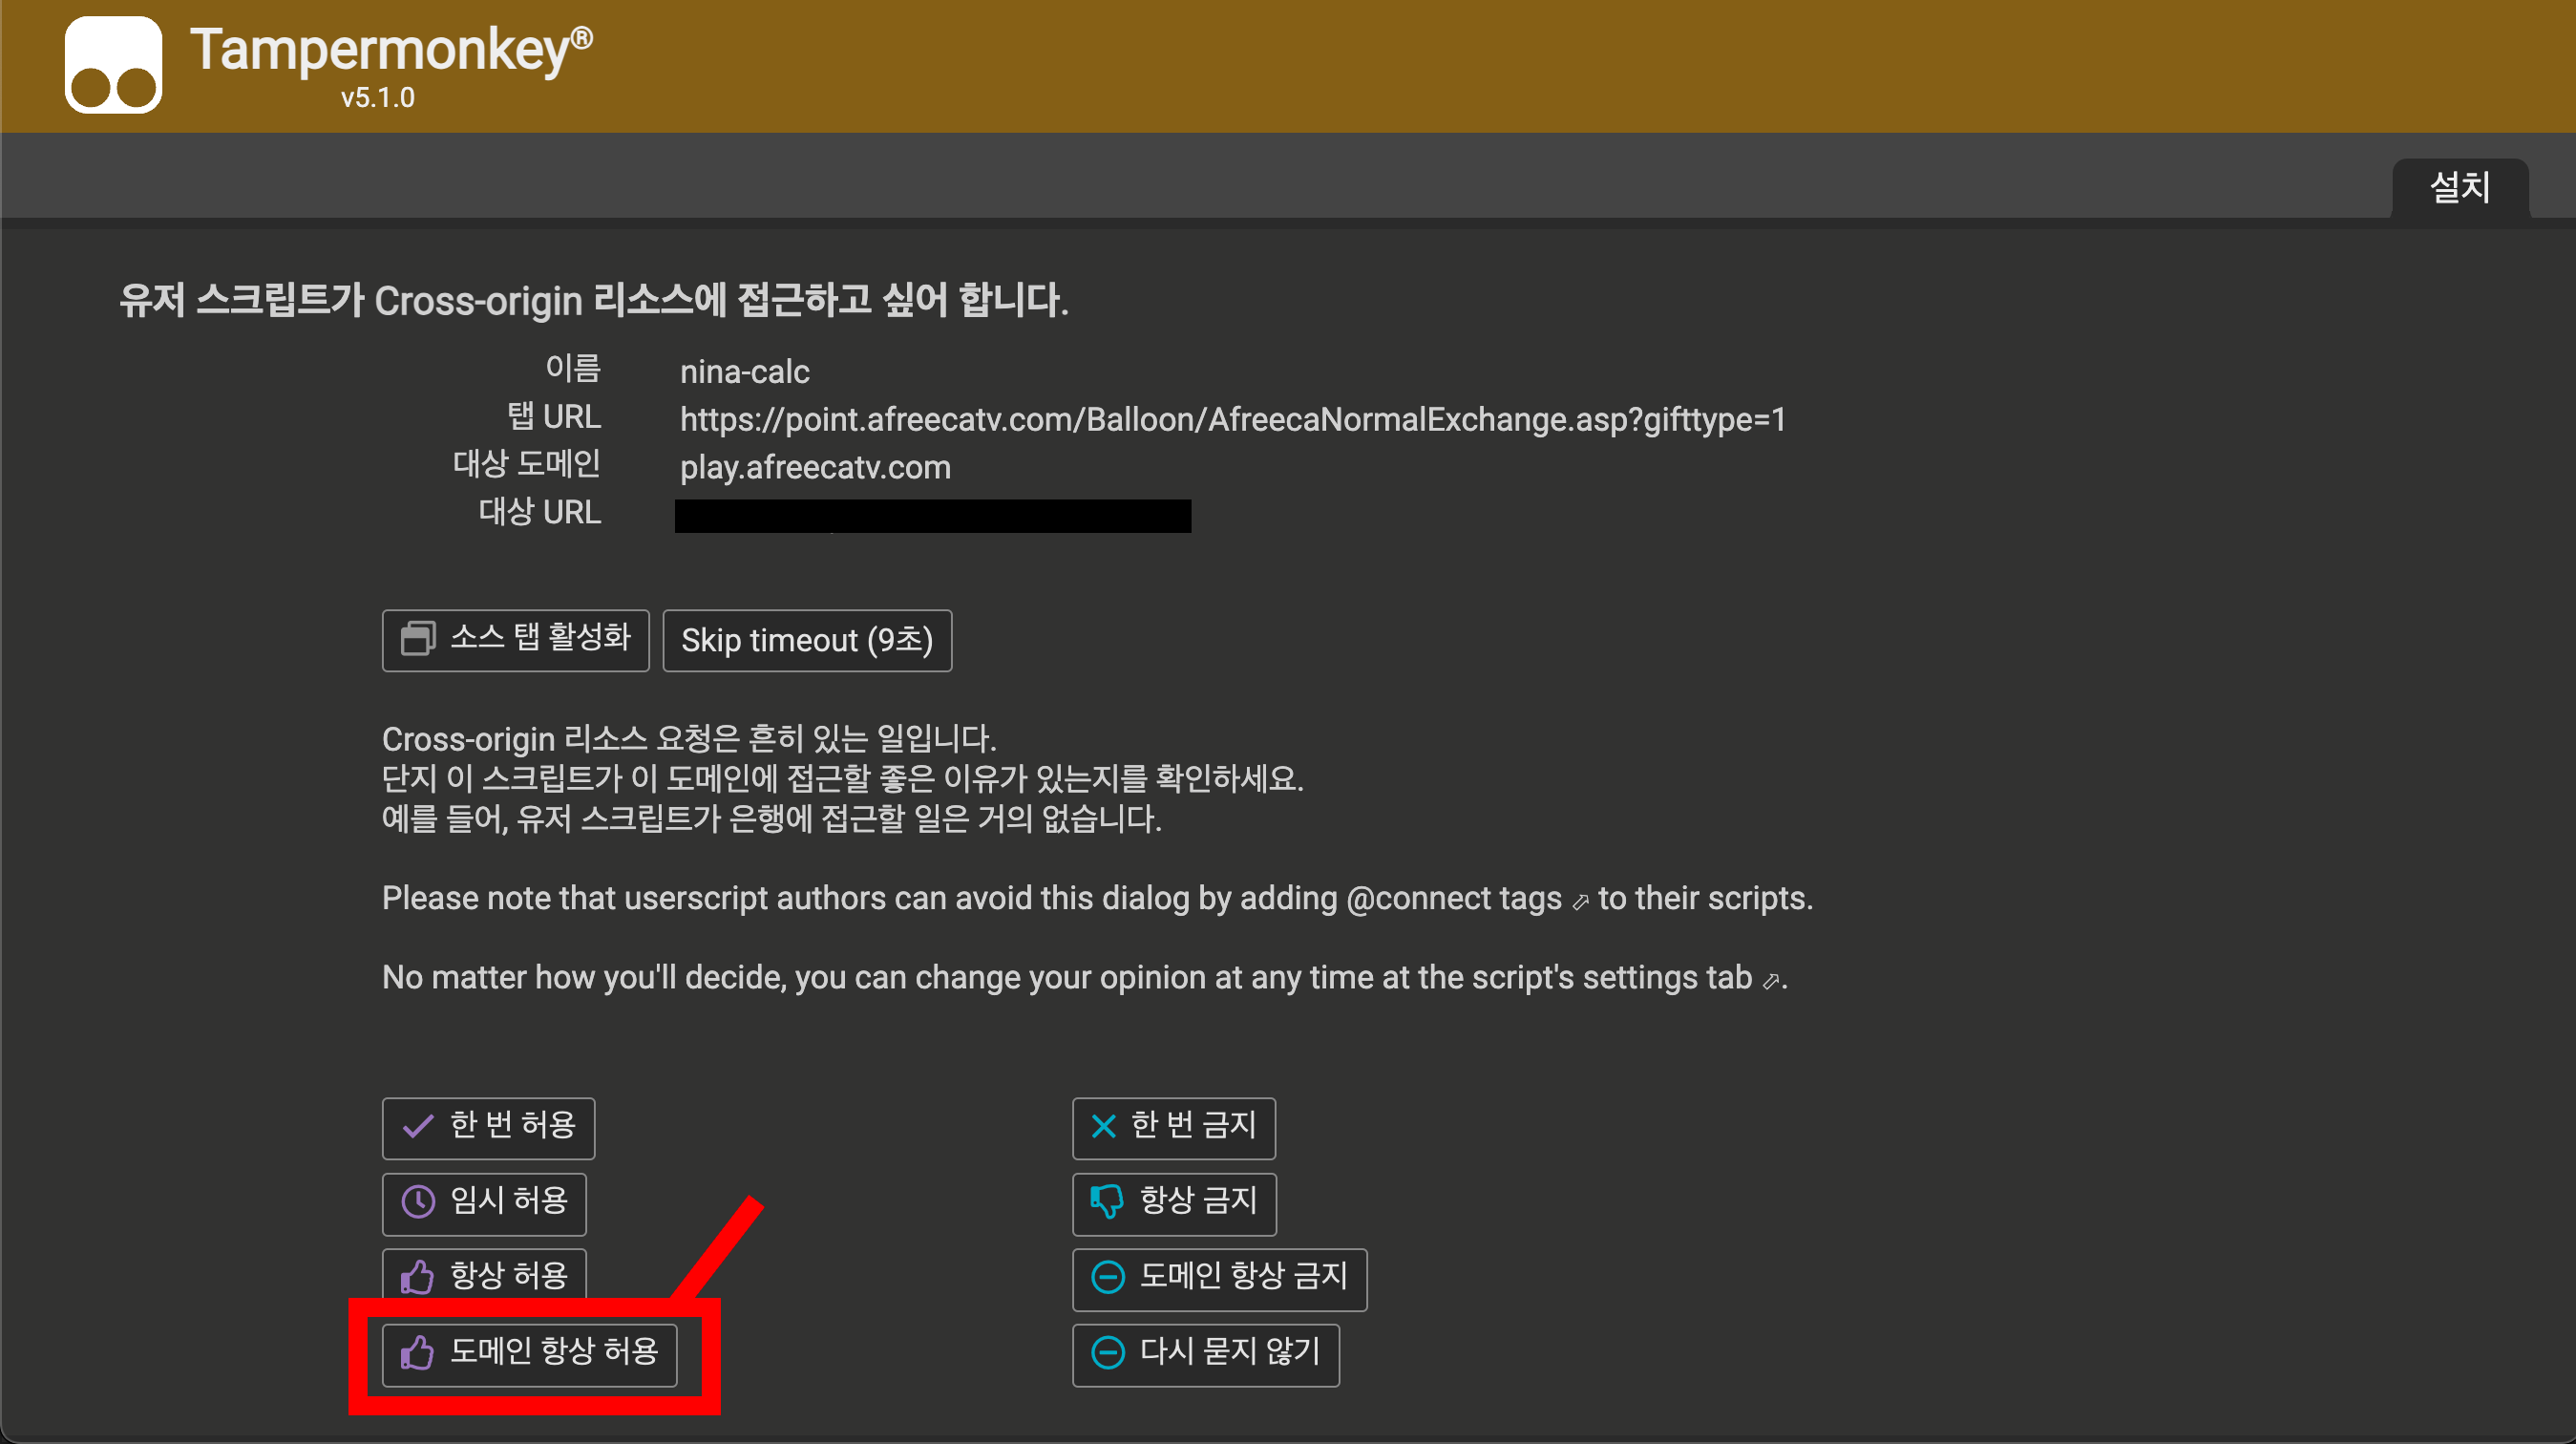 Tampermonkey®
v5.1.0
설치
유저 스크립트가 Cross-origin 리소스에 접근하고 싶어 합니다.
이름 nina-calc
탭 URL https://point.afreecatv.com/Balloon/AfreecaNormalExchange.asp?gifttype=1
대상 도메인 play.afreecatv.com
대상 URL
소스 탭 활성화 Skip timeout (9초)
Cross-origin 리소스 요청은 흔히 있는 일입니다.
단지 이 스크립트가 이 도메인에 접근할 좋은 이유가 있는지를 확인하세요.
예를 들어, 유저 스크립트가 은행에 접근할 일은 거의 없습니다.
Please note that userscript authors can avoid this dialog by adding @connect tags to their scripts.
No matter how you'll decide, you can change your opinion at any time at the script's settings tab .
한 번 허용 한 번 금지
임시 허용 항상 금지
항상 허용 도메인 항상 금지
도메인 항상 허용 다시 묻지 않기